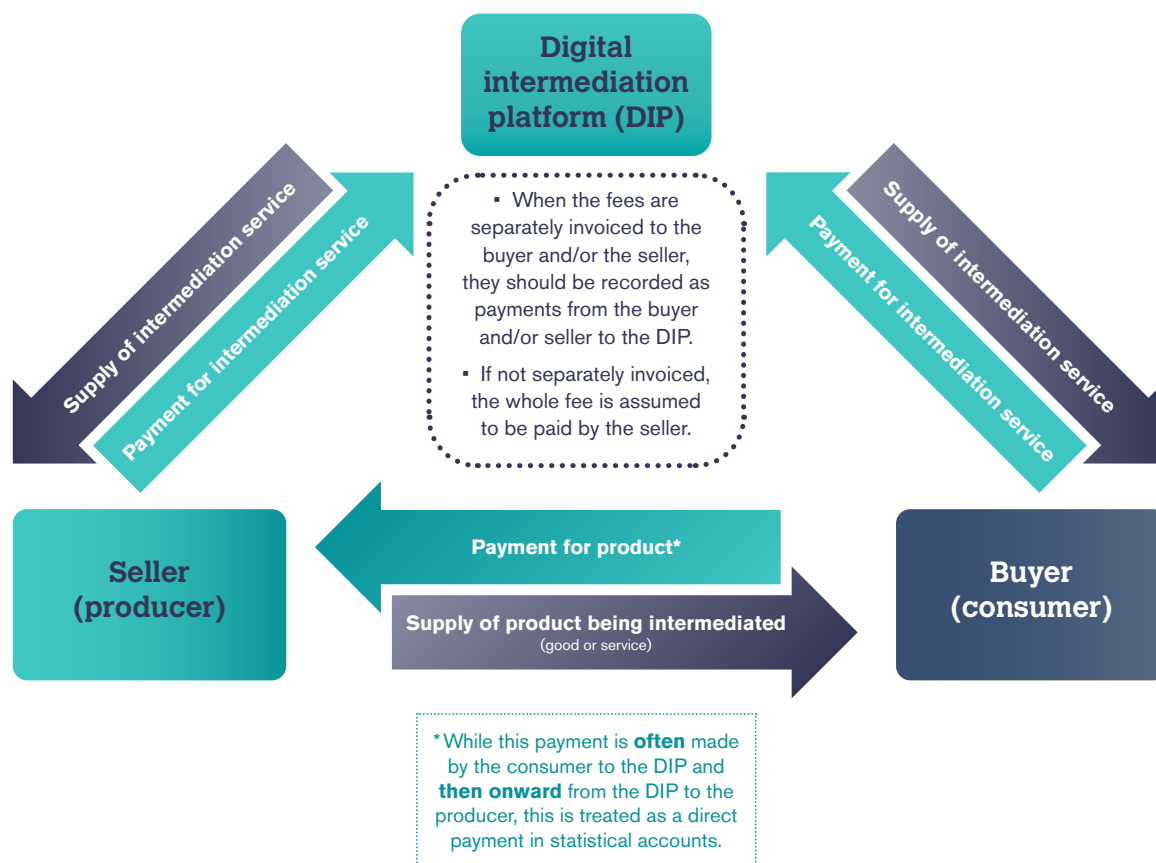 Digital
intermediation
platform (DIP)
Supply of intermediation service
Payment for intermediation service
▪ When the fees are
separately invoiced to the
buyer and/or the seller,
they should be recorded as
payments from the buyer
and/or seller to the DIP.
▪ If not separately invoiced,
the whole fee is assumed
to be paid by the seller.
Supply of intermediation service
Payment for intermediation service
Seller
(producer)
Payment for product*
Supply of product being intermediated
(good or service)
Buyer
(consumer)
* While this payment is often made
by the consumer to the DIP and
then onward from the DIP to the
producer, this is treated as a direct
payment in statistical accounts.